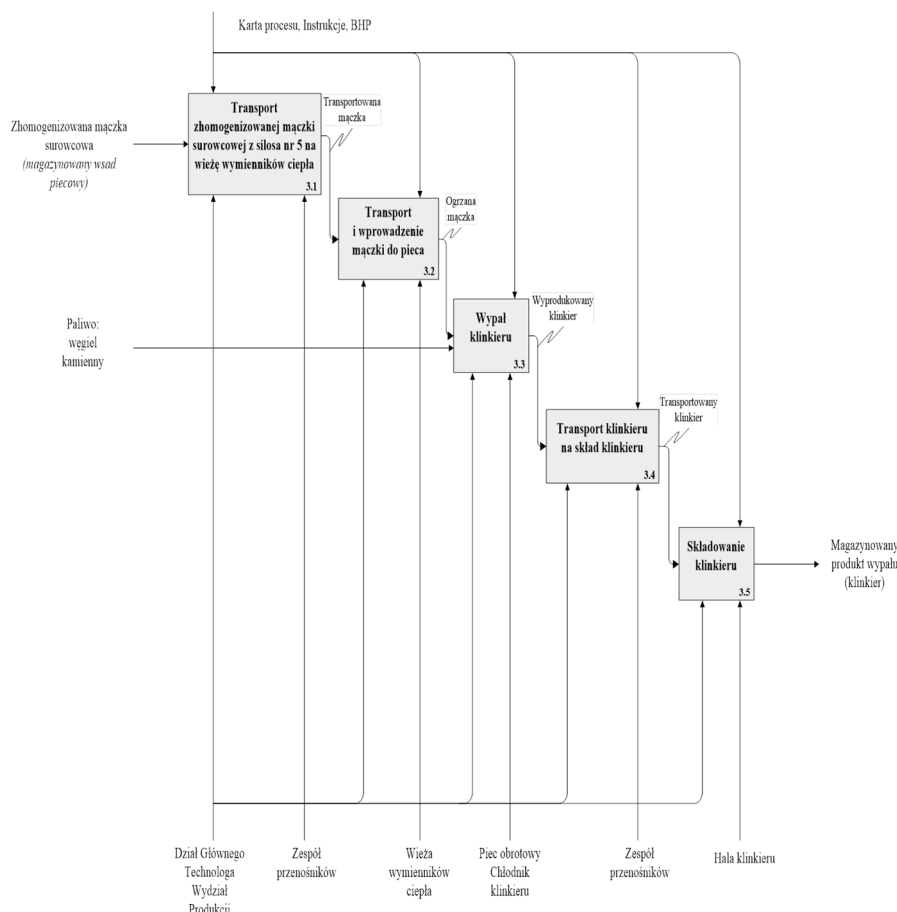 Karta procesu, Instrukcje, BHP
Transport
zhomogenizowanej mączki
surowcowej z silosa nr 5 na
wieżę wymienników ciepła
3.1
Transportowana
mączka
Zhomogenizowana mączka
surowcowa
(magazynowany wsad
piecowy)
Transport
i wprowadzenie
mączki do pieca
3.2
Ogrzana
mączka
Paliwo:
węgiel
kamienny
Wypał
klinkieru
3.3
Wyprodukowany
klinkier
Transport klinkieru
na skład klinkieru
3.4
Transportowany
klinkier
Składowanie
klinkieru
3.5
Magazynowany
produkt wypału
(klinkier)
Dział Głównego
Technologa
Wydział
Produkcji
Zespół
przenośników
Wieża
wymienników
ciepła
Piec obrotowy
Chłodnik
klinkieru
Zespół
przenośników
Hala klinkieru